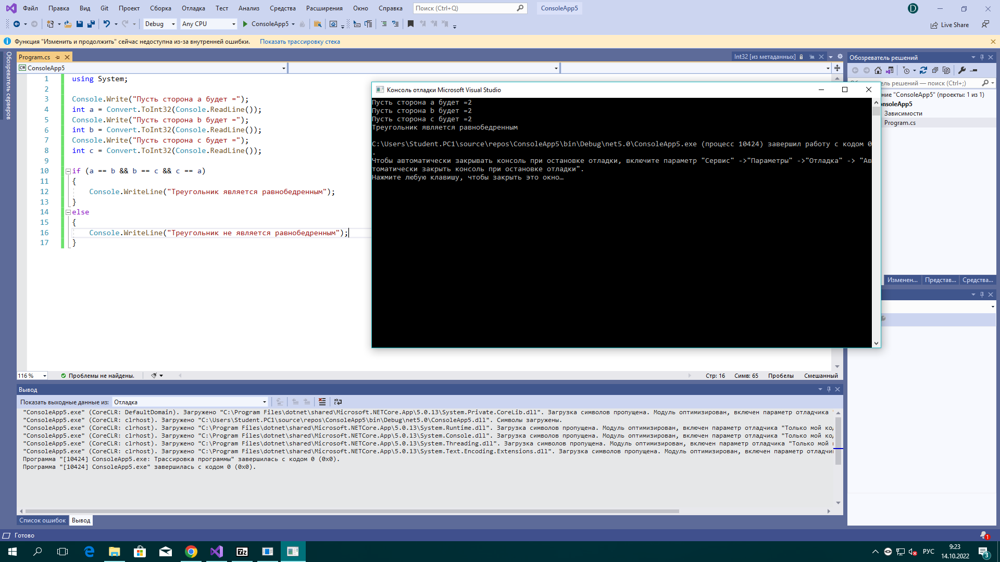 Файл Правка Вид Git Проект Сборка Отладка Тест Анализ Средства Расширения Окно Справка Поиск (Ctrl+Q) ConsoleApp5 D
Debug Any CPU ConsoleApp5 Live Share
Функция "Изменить и продолжить" сейчас недоступна из-за внутренней ошибки. Показать трассировку стека
Обозреватель серверов
Program.cs Int32 [из метаданных]
ConsoleApp5
1 using System;
2
3 Console.Write("Пусть сторона a будет =");
4 int a = Convert.ToInt32(Console.ReadLine());
5 Console.Write("Пусть сторона b будет =");
6 int b = Convert.ToInt32(Console.ReadLine());
7 Console.Write("Пусть сторона c будет =");
8 int c = Convert.ToInt32(Console.ReadLine());
9
10 if (a == b && b == c && c == a)
11 {
12 Console.WriteLine("Треугольник является равнобедренным");
13 }
14 else
15 {
16 Console.WriteLine("Треугольник не является равнобедренным");
17 }
Консоль отладки Microsoft Visual Studio
Пусть сторона a будет =2
Пусть сторона b будет =2
Пусть сторона c будет =2
Треугольник является равнобедренным
C:\Users\Student.PC1\source\repos\ConsoleApp5\bin\Debug\net5.0\ConsoleApp5.exe (процесс 10424) завершил работу с кодом 0
.
Чтобы автоматически закрывать консоль при остановке отладки, включите параметр "Сервис" ->"Параметры" ->"Отладка" -> "Ав
томатически закрыть консоль при остановке отладки".
Нажмите любую клавишу, чтобы закрыть это окно…
Обозреватель решений
решений — поиск (Ctrl+;)
"ConsoleApp5" (проекты: 1 из 1)
onsoleApp5
Зависимости
Program.cs
Изменен... Представ... Средства...
116 % Проблемы не найдены. Стр: 16 Симв: 65 Пробелы Смешанный
Вывод
Показать выходные данные из: Отладка
"ConsoleApp5.exe" (CoreCLR: DefaultDomain). Загружено "C:\Program Files\dotnet\shared\Microsoft.NETCore.App\5.0.13\System.Private.CoreLib.dll". Загрузка символов пропущена. Модуль оптимизирован, включен параметр отладчика "
"ConsoleApp5.exe" (CoreCLR: clrhost). Загружено "C:\Users\Student.PC1\source\repos\ConsoleApp5\bin\Debug\net5.0\ConsoleApp5.dll". Символы загружены.
"ConsoleApp5.exe" (CoreCLR: clrhost). Загружено "C:\Program Files\dotnet\shared\Microsoft.NETCore.App\5.0.13\System.Runtime.dll". Загрузка символов пропущена. Модуль оптимизирован, включен параметр отладчика "Только мой ко
"ConsoleApp5.exe" (CoreCLR: clrhost). Загружено "C:\Program Files\dotnet\shared\Microsoft.NETCore.App\5.0.13\System.Console.dll". Загрузка символов пропущена. Модуль оптимизирован, включен параметр отладчика "Только мой ко
"ConsoleApp5.exe" (CoreCLR: clrhost). Загружено "C:\Program Files\dotnet\shared\Microsoft.NETCore.App\5.0.13\System.Threading.dll". Загрузка символов пропущена. Модуль оптимизирован, включен параметр отладчика "Только мой
"ConsoleApp5.exe" (CoreCLR: clrhost). Загружено "C:\Program Files\dotnet\shared\Microsoft.NETCore.App\5.0.13\System.Text.Encoding.Extensions.dll". Загрузка символов пропущена. Модуль оптимизирован, включен параметр отладчи
Программа "[10424] ConsoleApp5.exe: Трассировка программы" завершилась с кодом 0 (0x0).
Программа "[10424] ConsoleApp5.exe" завершилась с кодом 0 (0x0).
Список ошибок Вывод
Готово 1
7z РУС 9:23
14.10.2022 3